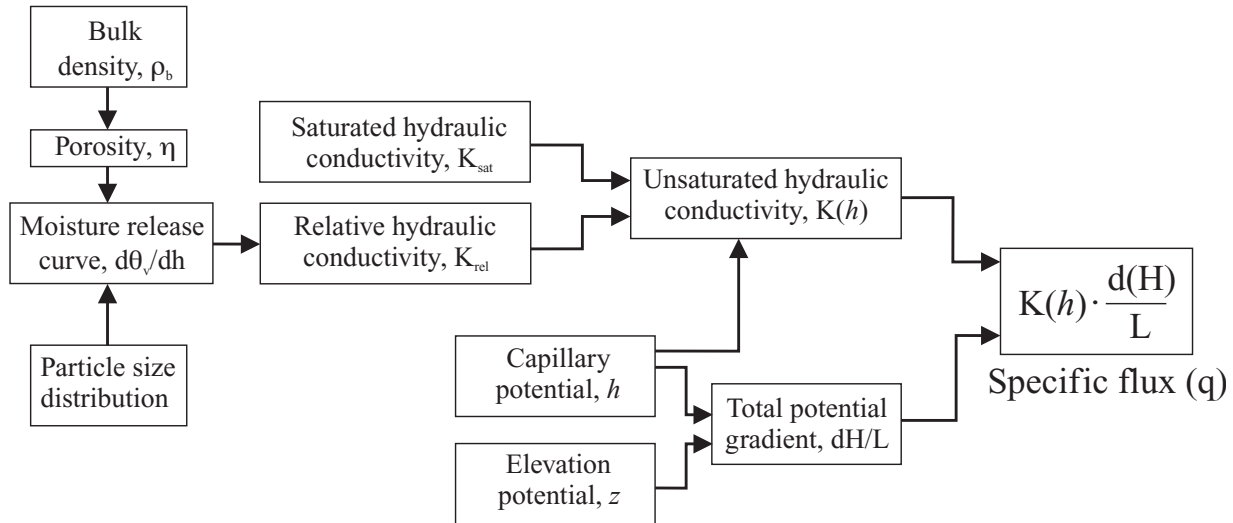 Bulk
density, ρb
Porosity, η
Moisture release
curve, dθv/dh
Particle size
distribution
Saturated hydraulic
conductivity, Ksat
Relative hydraulic
conductivity, Krel
Unsaturated hydraulic
conductivity, K(h)
Capillary
potential, h
Elevation
potential, z
Total potential
gradient, dH/L
K(h)· d(H)
L
Specific flux (q)